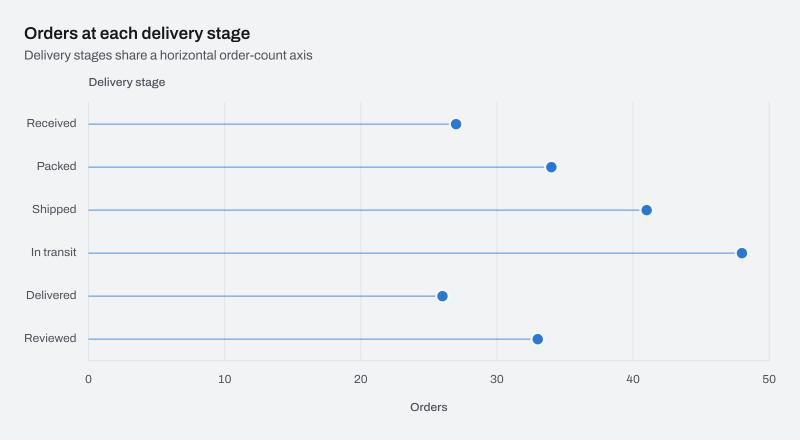 Orders at each delivery stage
Delivery stages share a horizontal order-count axis
Delivery stage
Received
Packed
Shipped
In transit
Delivered
Reviewed
0 10 20 30 40 50
Orders